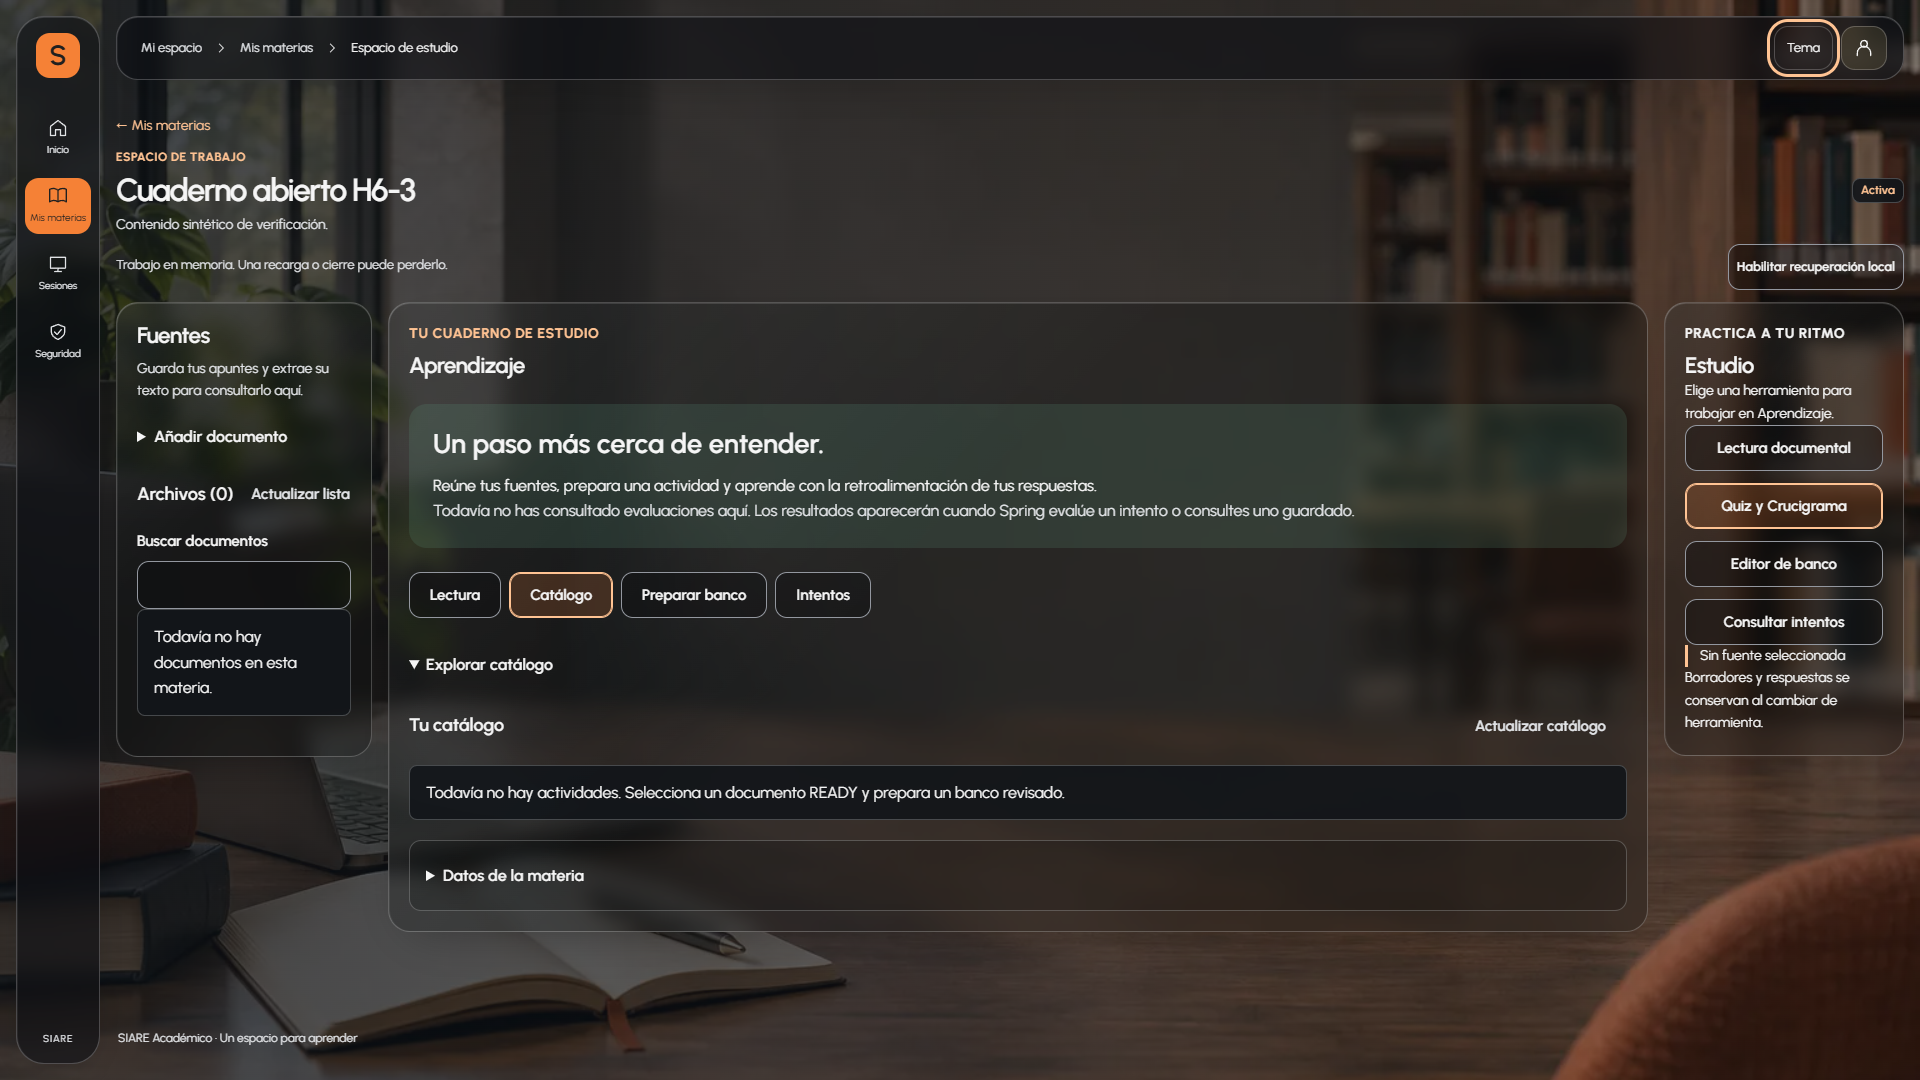 S
Mi espacio > Mis materias > Espacio de estudio
Tema
Inicio
Mis materias
Sesiones
Seguridad
SIARE
← Mis materias
ESPACIO DE TRABAJO
Cuaderno abierto H6-3
Activa
Contenido sintético de verificación.
Trabajo en memoria. Una recarga o cierre puede perderlo.
Habilitar recuperación local
Fuentes
Guarda tus apuntes y extrae su
texto para consultarlo aquí.
▶ Añadir documento
Archivos (0) Actualizar lista
Buscar documentos
Todavía no hay
documentos en esta
materia.
TU CUADERNO DE ESTUDIO
Aprendizaje
Un paso más cerca de entender.
Reúne tus fuentes, prepara una actividad y aprende con la retroalimentación de tus respuestas.
Todavía no has consultado evaluaciones aquí. Los resultados aparecerán cuando Spring evalúe un intento o consultes uno guardado.
Lectura Catálogo Preparar banco Intentos
▼ Explorar catálogo
Tu catálogo Actualizar catálogo
Todavía no hay actividades. Selecciona un documento READY y prepara un banco revisado.
▶ Datos de la materia
PRACTICA A TU RITMO
Estudio
Elige una herramienta para
trabajar en Aprendizaje.
Lectura documental
Quiz y Crucigrama
Editor de banco
Consultar intentos
Sin fuente seleccionada
Borradores y respuestas se
conservan al cambiar de
herramienta.
SIARE Académico · Un espacio para aprender